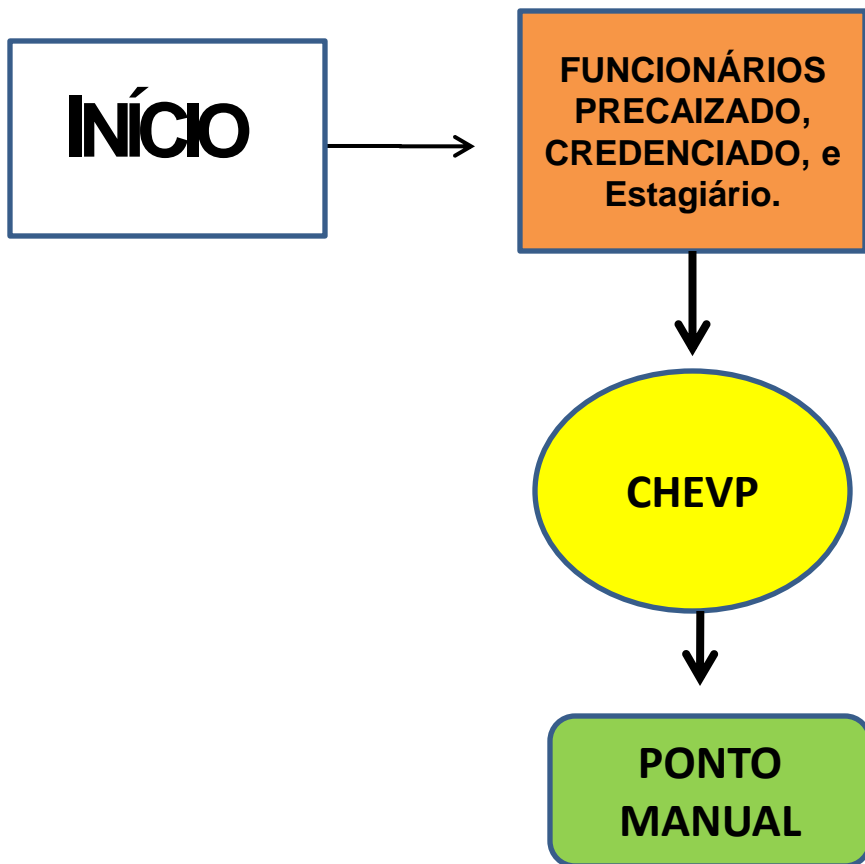 INÍCIO
FUNCIONÁRIOS
PRECAIZADO,
CREDENCIADO, e
Estagiário.
CHEVP
PONTO
MANUAL